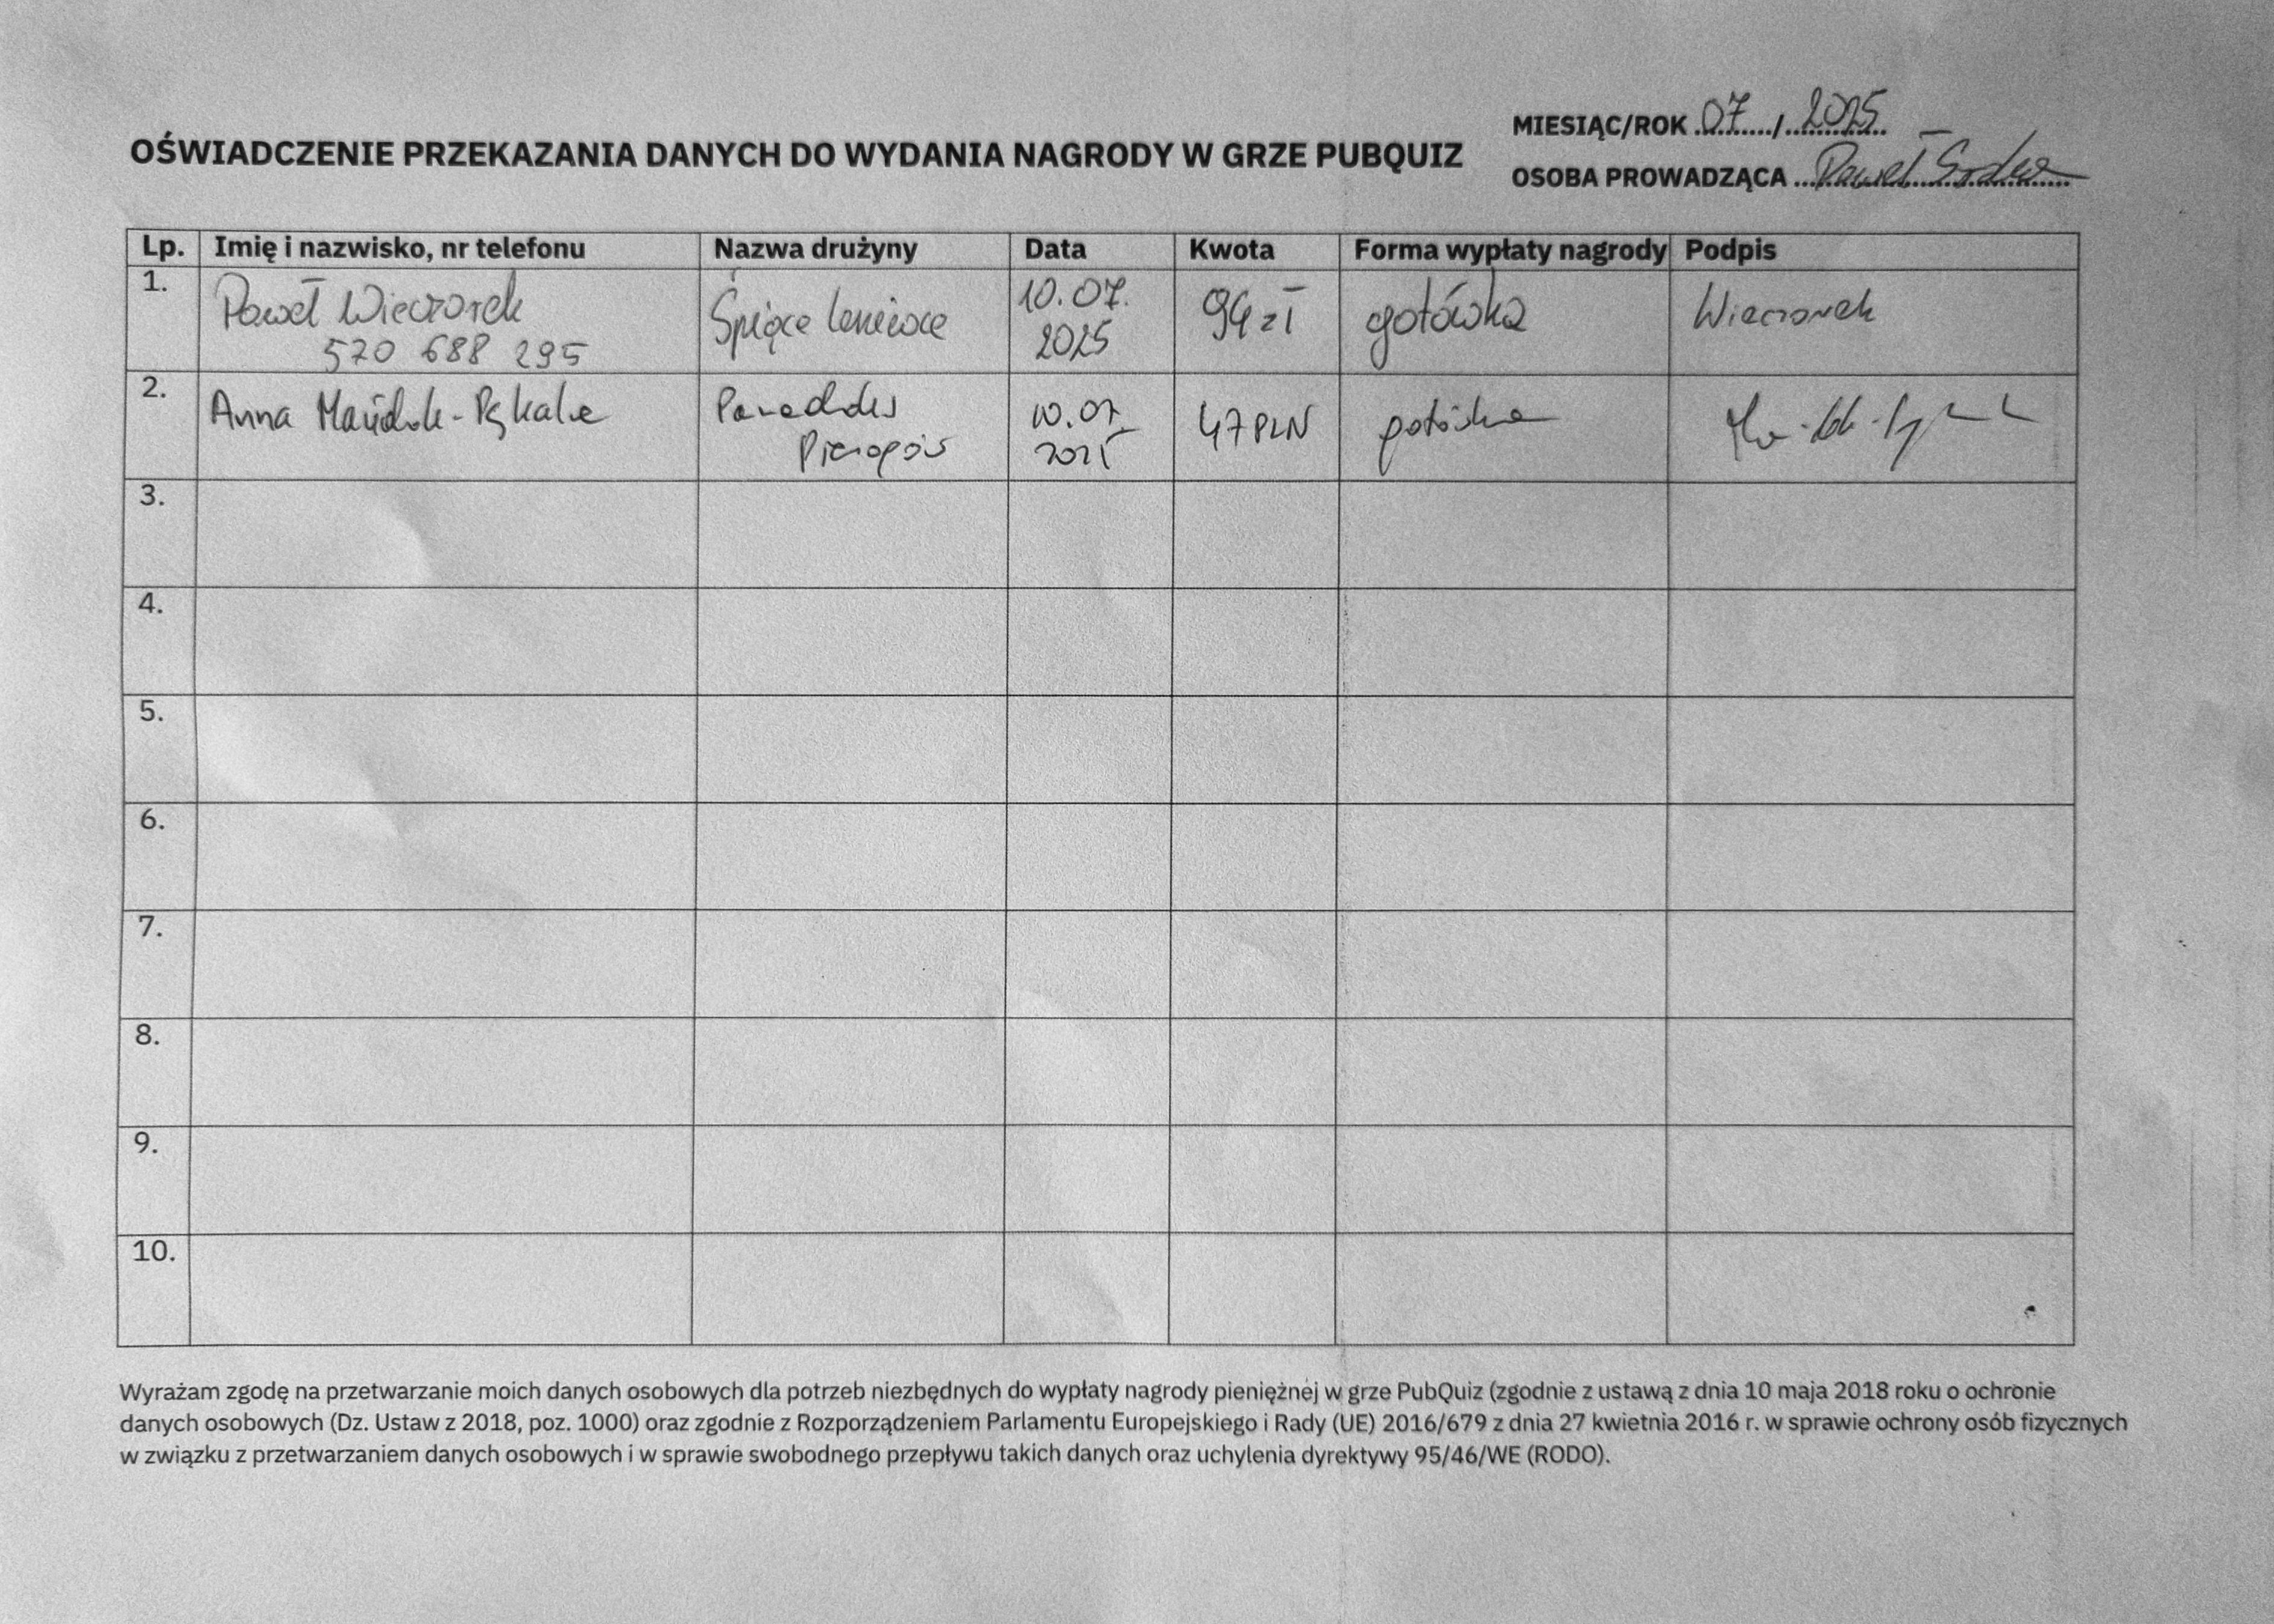 MIESIĄC/ROK 07 / 2025
OŚWIADCZENIE PRZEKAZANIA DANYCH DO WYDANIA NAGRODY W GRZE PUBQUIZ
OSOBA PROWADZĄCA Paweł
Lp. Imię i nazwisko, nr telefonu Nazwa drużyny Data Kwota Forma wypłaty nagrody Podpis
1. Paweł Wieczorek Śpiące leniwce 10.07. 94 zł gotówka Wieczorek
570 688 295 2025
2. Anna 10.07. 47 PLN gotówka
Pierogów 2025
3.
4.
5.
6.
7.
8.
9.
10.
Wyrażam zgodę na przetwarzanie moich danych osobowych dla potrzeb niezbędnych do wypłaty nagrody pieniężnej w grze PubQuiz (zgodnie z ustawą z dnia 10 maja 2018 roku o ochronie
danych osobowych (Dz. Ustaw z 2018, poz. 1000) oraz zgodnie z Rozporządzeniem Parlamentu Europejskiego i Rady (UE) 2016/679 z dnia 27 kwietnia 2016 r. w sprawie ochrony osób fizycznych
w związku z przetwarzaniem danych osobowych i w sprawie swobodnego przepływu takich danych oraz uchylenia dyrektywy 95/46/WE (RODO).